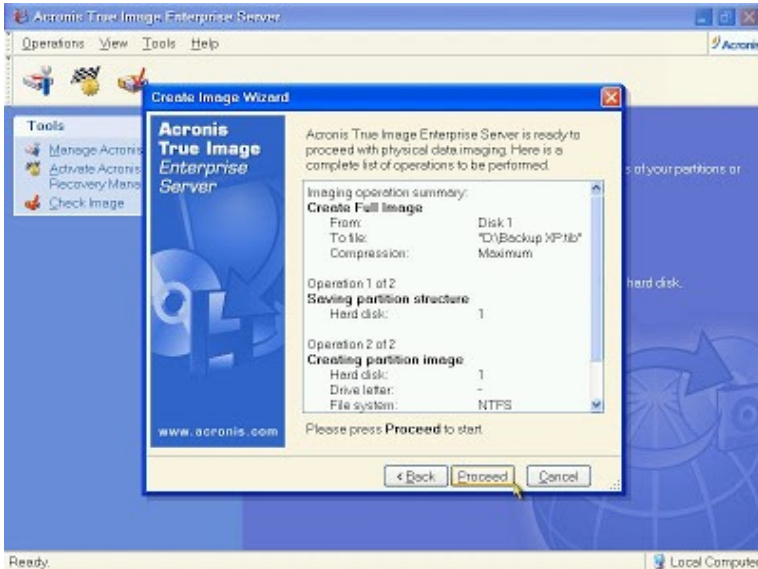 Acronis True Image Enterprise Server
Operations View Tools Help
Acronis
Tools
Manage Acronis
Activate Acronis
Recovery Mana
Check Image
s of your partitions or
hard disk.
Create Image Wizard
Acronis
True Image
Enterprise
Server
www.acronis.com
Acronis True Image Enterprise Server is ready to
proceed with physical data imaging. Here is a
complete list of operations to be performed.
Imaging operation summary:
Create Full Image
From: Disk 1
To file: "D:\Backup XP.tib"
Compression: Maximum
Operation 1 of 2
Saving partition structure
Hard disk: 1
Operation 2 of 2
Creating partition image
Hard disk: 1
Drive letter: -
File system: NTFS
Please press Proceed to start.
< Back Proceed Cancel
Ready. Local Computer